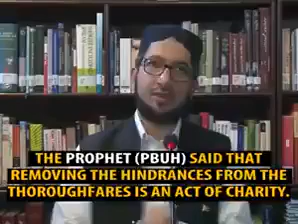 THE PROPHET (PBUH) SAID THAT
REMOVING THE HINDRANCES FROM THE
THOROUGHFARES IS AN ACT OF CHARITY.